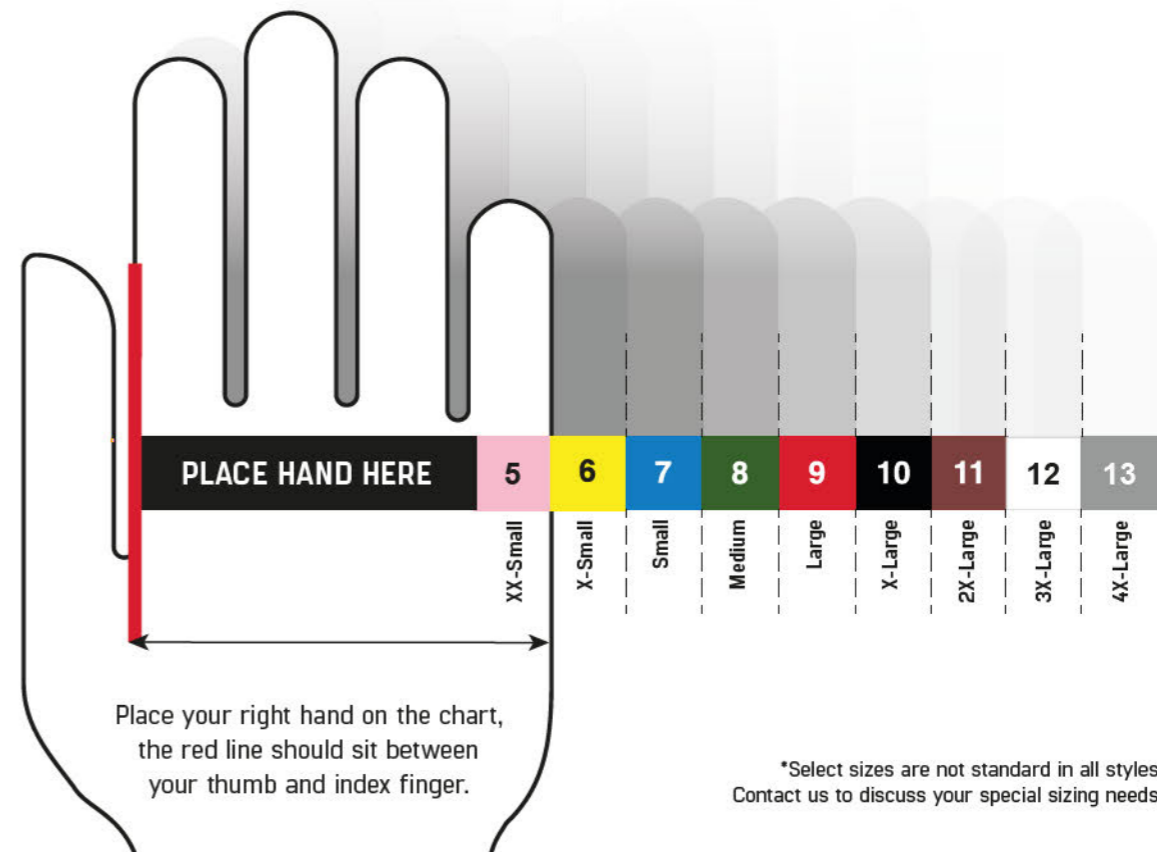 PLACE HAND HERE
5
6
7
8
9
10
11
12
13
XX-Small
X-Small
Small
Medium
Large
X-Large
2X-Large
3X-Large
4X-Large
Place your right hand on the chart,
the red line should sit between
your thumb and index finger.
*Select sizes are not standard in all styles
Contact us to discuss your special sizing needs